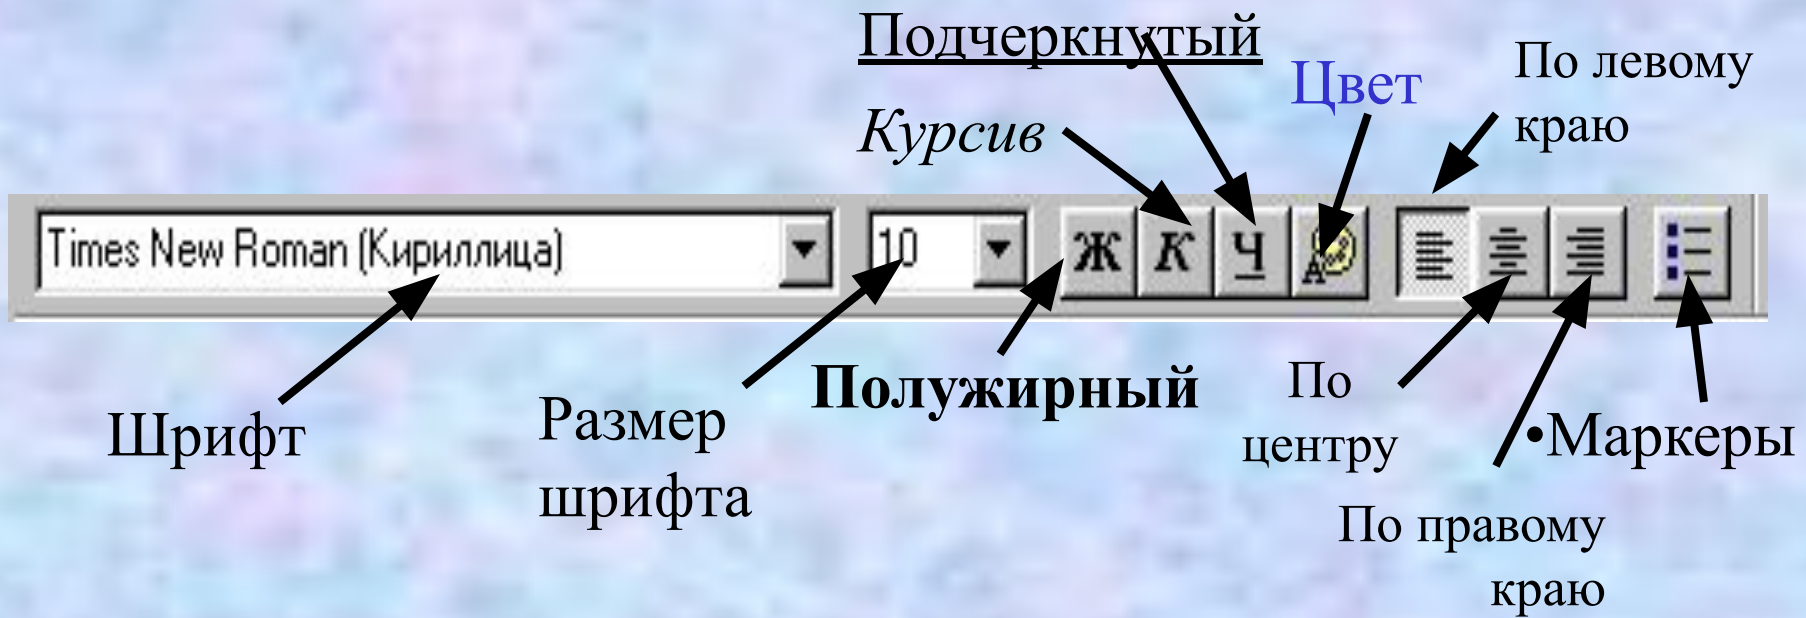 Подчеркнутый
Цвет
По левому
краю
Курсив
Times New Roman (Кириллица)
10
Ж
К
Ч
А
Шрифт
Размер
шрифта
Полужирный
По
центру
•Маркеры
По правому
краю